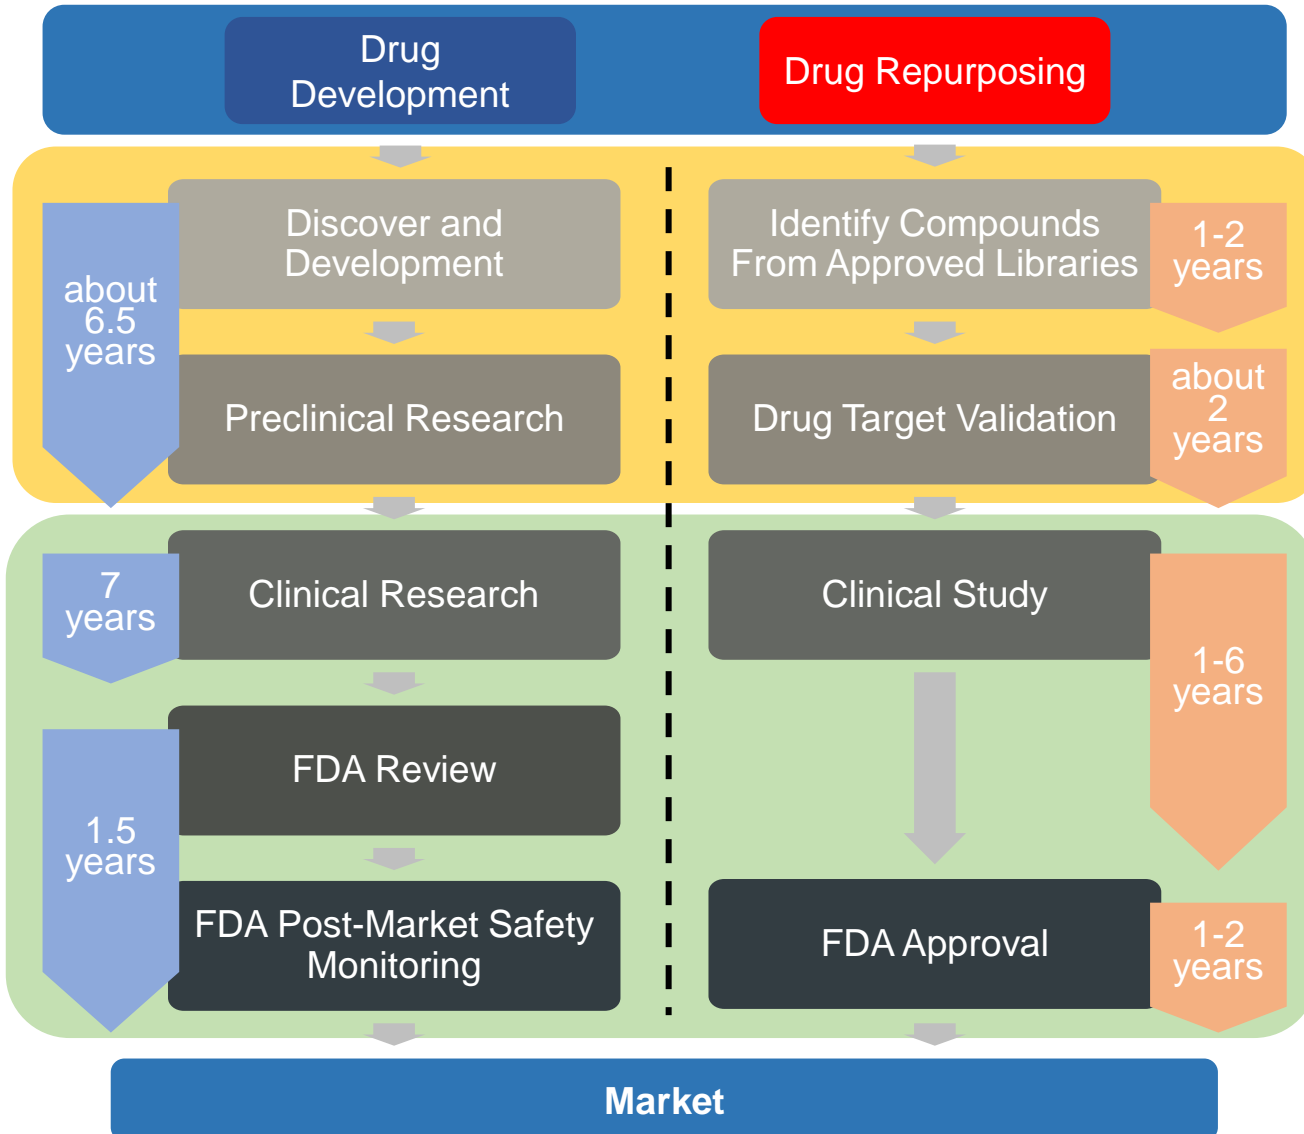 Drug
Development
Drug Repurposing
about
6.5
years
Discover and
Development
Identify Compounds
From Approved Libraries
1-2
years
Preclinical Research
Drug Target Validation
about
2
years
7
years
Clinical Research
Clinical Study
1-6
years
FDA Review
1.5
years
FDA Post-Market Safety
Monitoring
FDA Approval
1-2
years
Market